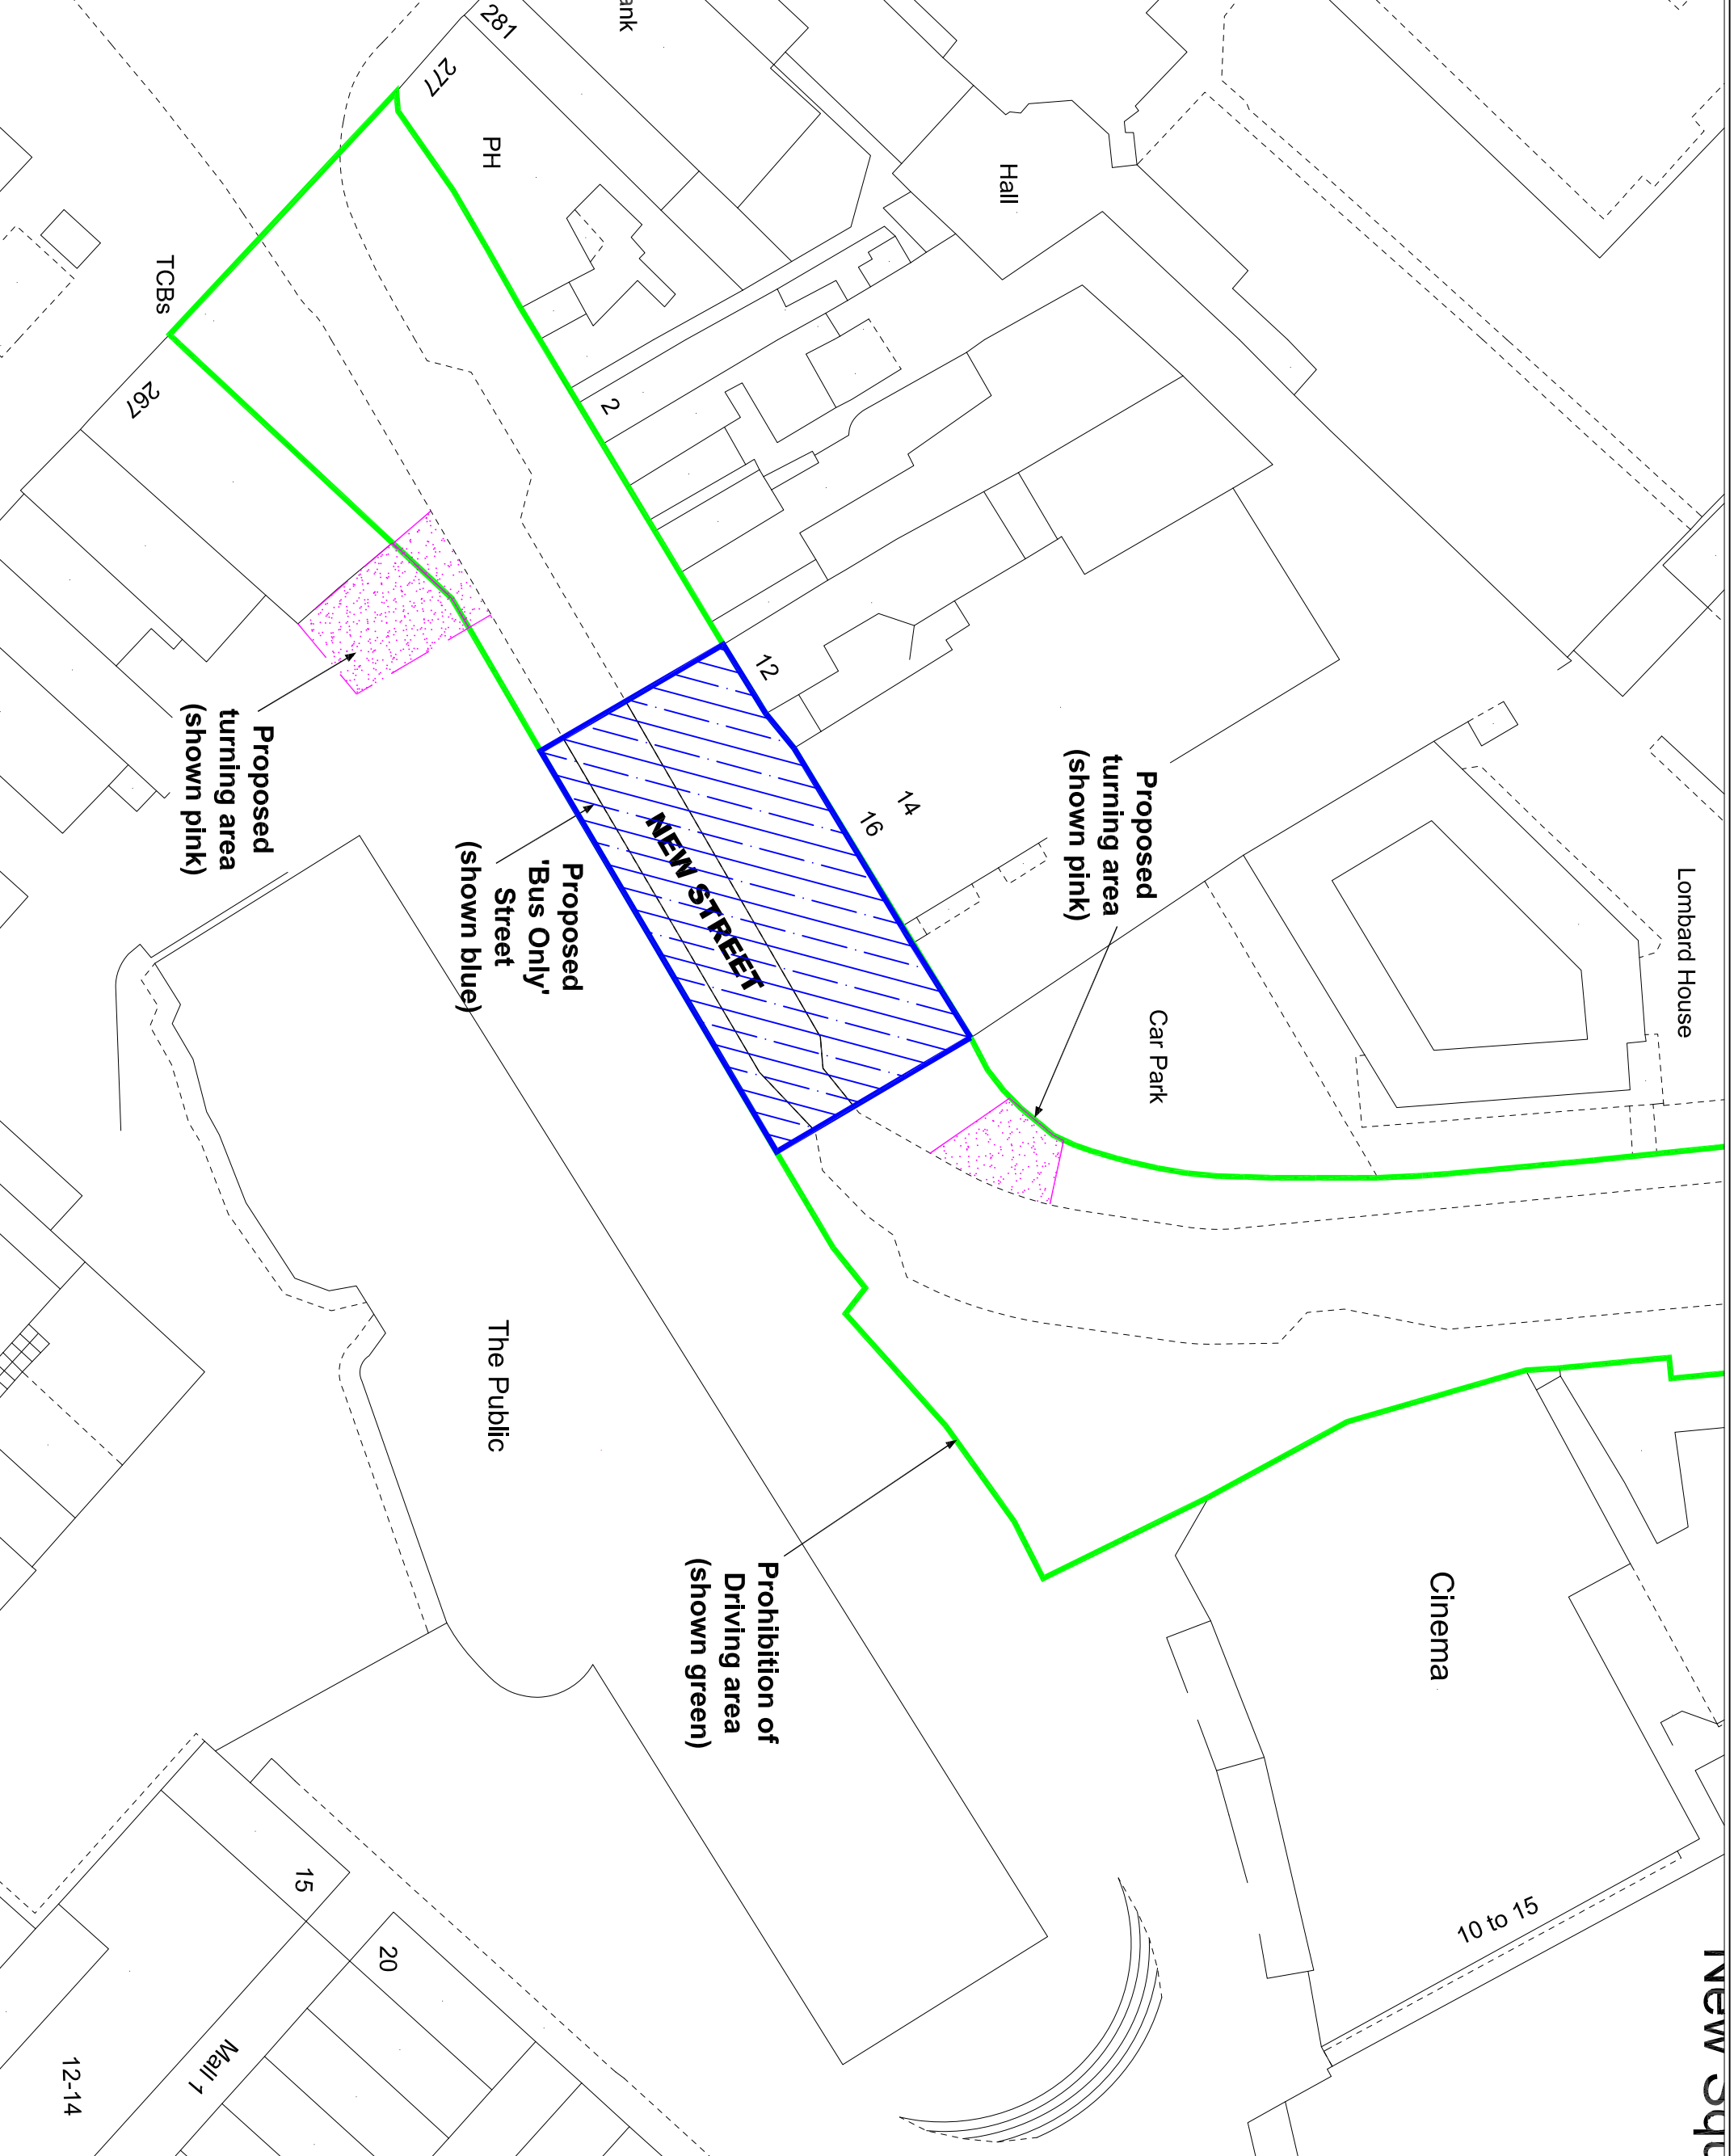 281
277
PH
Hall
TCBs
267
2
12
14
16
Proposed
turning area
(shown pink)
Proposed
turning area
(shown pink)
Lombard House
Car Park
NEW STREET
Proposed
'Bus Only'
Street
(shown blue)
The Public
Prohibition of
Driving area
(shown green)
Cinema
10 to 15
New
15
20
Mall 1
12-14